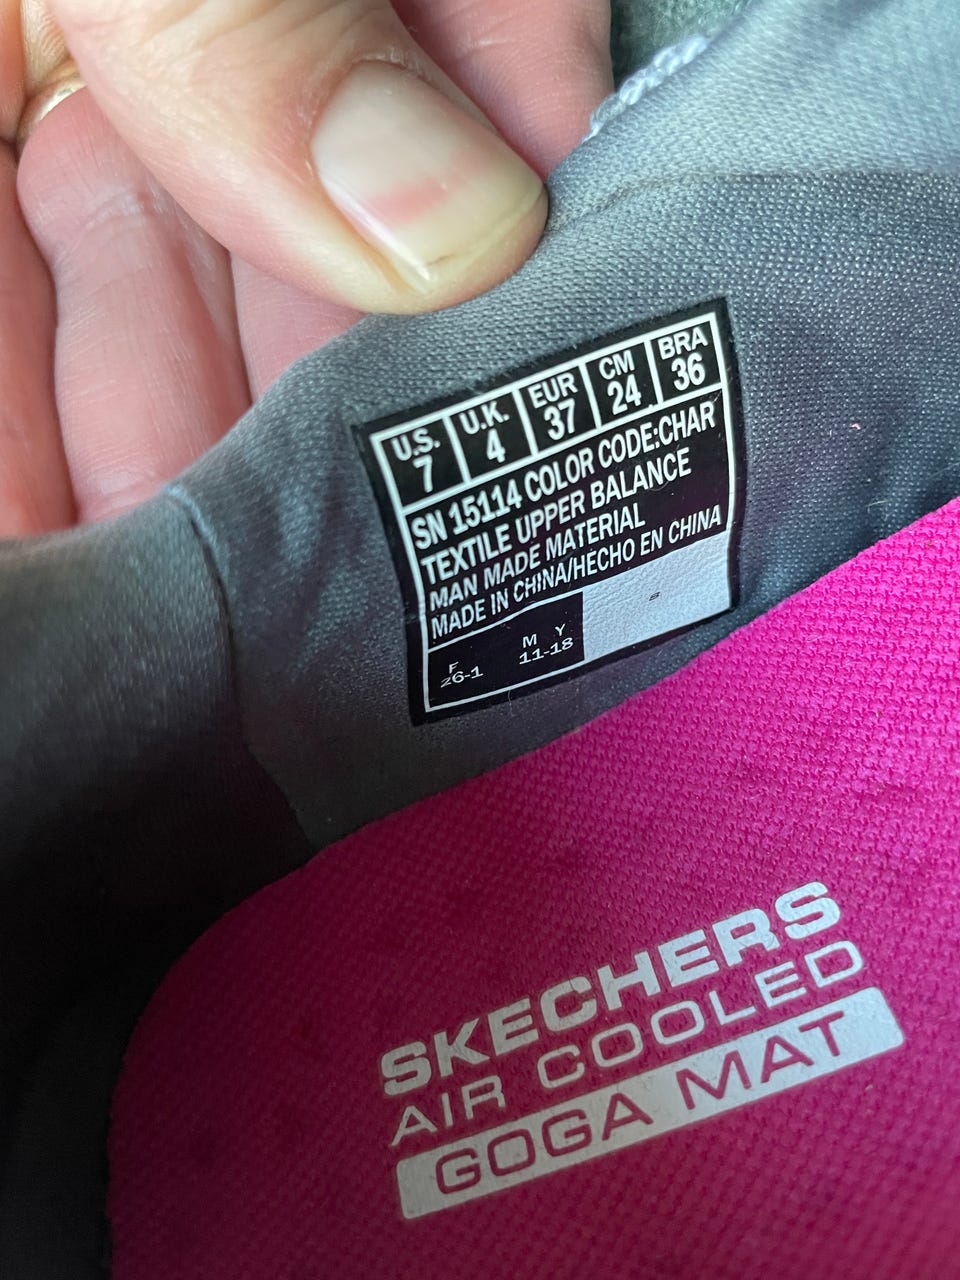 U.S. U.K. EUR CM BRA
7 4 37 24 36
SN 15114 COLOR CODE:CHAR
TEXTILE UPPER BALANCE
MAN MADE MATERIAL
MADE IN CHINA/HECHO EN CHINA
F M Y
26-1 11-18
SKECHERS
AIR COOLED
GOGA MAT